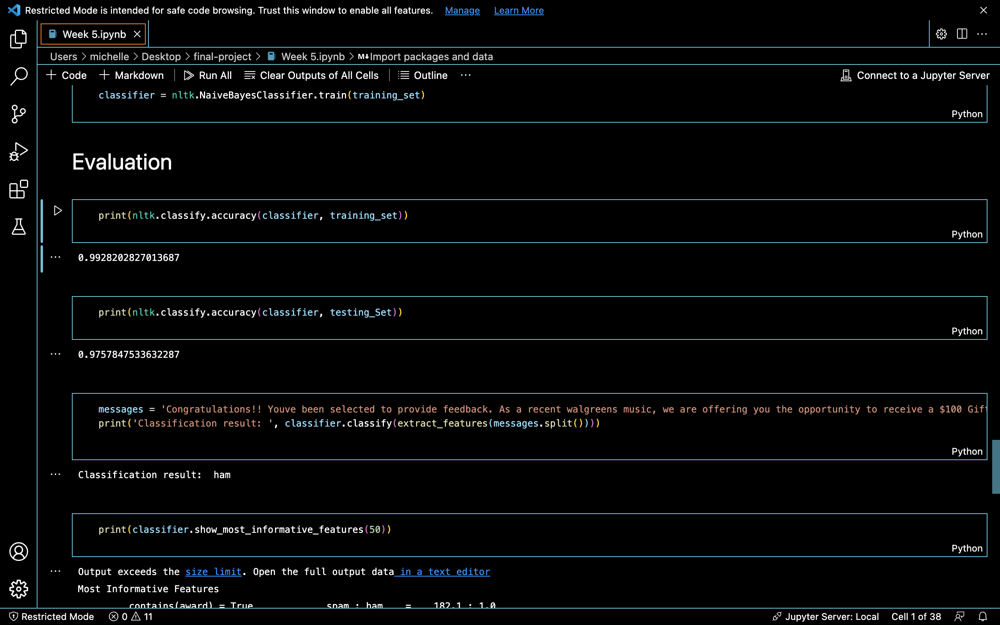 Restricted Mode is intended for safe code browsing. Trust this window to enable all features. Manage Learn More
Week 5.ipynb
Users > michelle > Desktop > final-project > Week 5.ipynb > M↓Import packages and data
+ Code + Markdown Run All Clear Outputs of All Cells Outline ··· Connect to a Jupyter Server
classifier = nltk.NaiveBayesClassifier.train(training_set)
Python
Evaluation
print(nltk.classify.accuracy(classifier, training_set))
Python
0.9928202827013687
print(nltk.classify.accuracy(classifier, testing_Set))
Python
0.9757847533632287
messages = 'Congratulations!! Youve been selected to provide feedback. As a recent walgreens music, we are offering you the opportunity to receive a $100 Gif
print('Classification result: ', classifier.classify(extract_features(messages.split())))
Python
Classification result:  ham
print(classifier.show_most_informative_features(50))
Python
Output exceeds the size limit. Open the full output data in a text editor
Most Informative Features
contains(award) = True spam : ham = 182.1 : 1.0
Restricted Mode 0 11 Jupyter Server: Local Cell 1 of 38